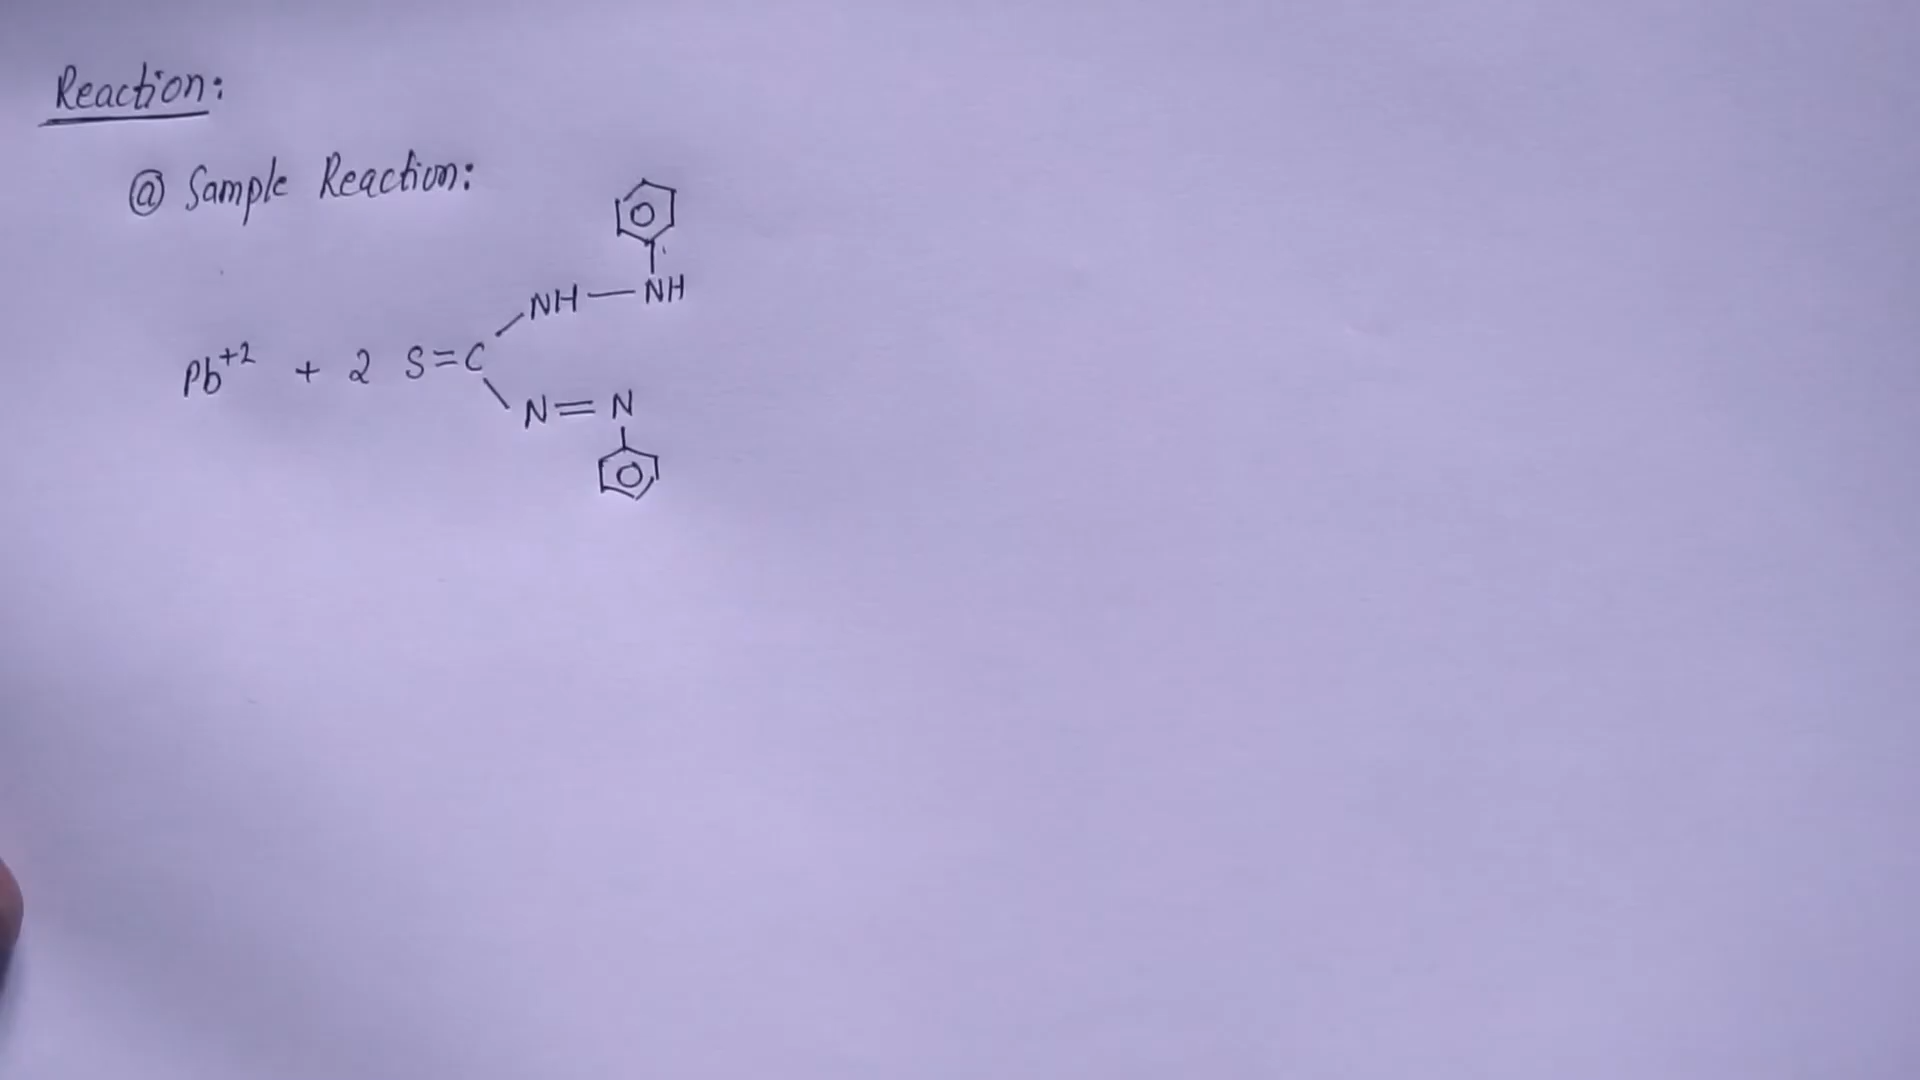 Reaction:
@ Sample Reaction:
NH — NH
Pb+2 + 2 S=C
N = N